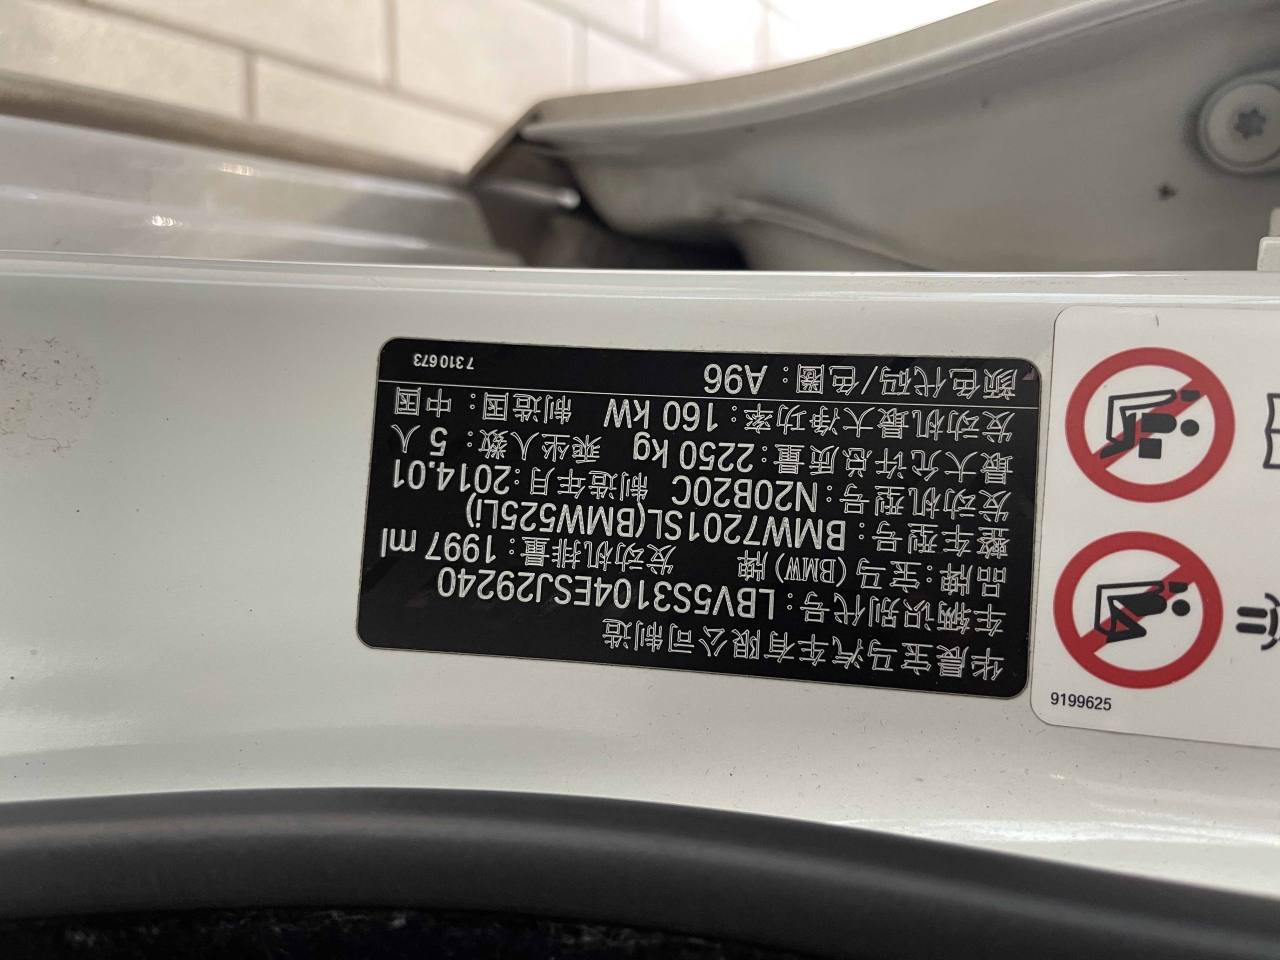 华晨宝马汽车有限公司制造
车辆识别代号：LBV5S3104ESJ29240
品牌：宝马（BMW）牌 发动机排量：1997 ml
整车型号：BMW7201SL(BMW525Li)
发动机型号：N20B20C 制造年月：2014.01
最大允许总质量：2250 kg 乘坐人数：5 人
发动机最大净功率：160 kW 制造国：中国
颜色代码/色圈：A96
7 310 673
9199625